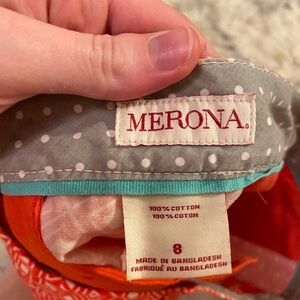 MERONA.
100% COTTON
100% COTON
8
MADE IN BANGLADESH
FABRIQUÉ AU BANGLADESH